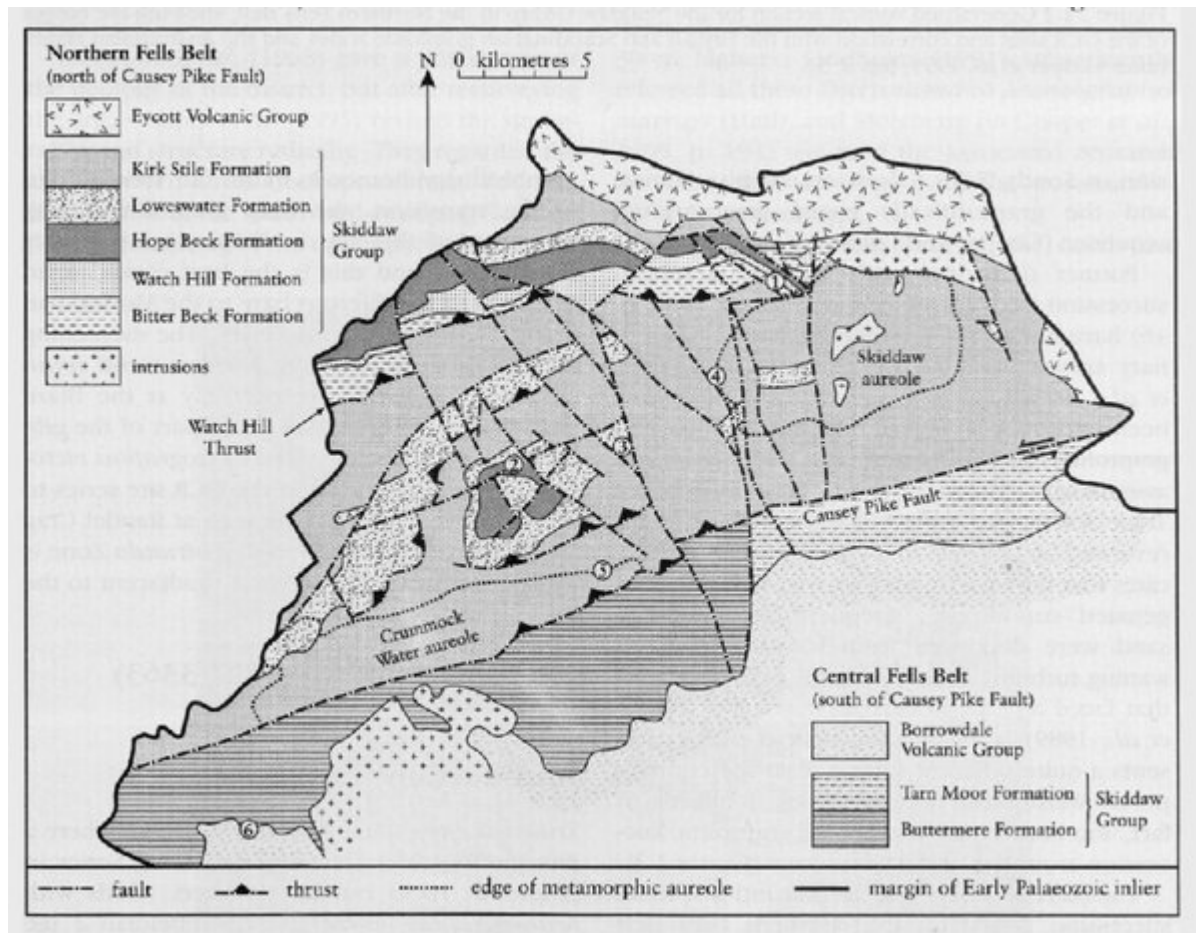 Northern Fells Belt
(north of Causey Pike Fault)
Eycott Volcanic Group
Kirk Stile Formation
Loweswater Formation
Hope Beck Formation
Watch Hill Formation
Bitter Beck Formation
Skiddaw
Group
intrusions
N
0 kilometres 5
Watch Hill
Thrust
Skiddaw
aureole
Causey Pike Fault
Crummock
Water aureole
1
2
3
4
5
6
Central Fells Belt
(south of Causey Pike Fault)
Borrowdale
Volcanic Group
Tarn Moor Formation
Buttermere Formation
Skiddaw
Group
fault
thrust
edge of metamorphic aureole
margin of Early Palaeozoic inlier